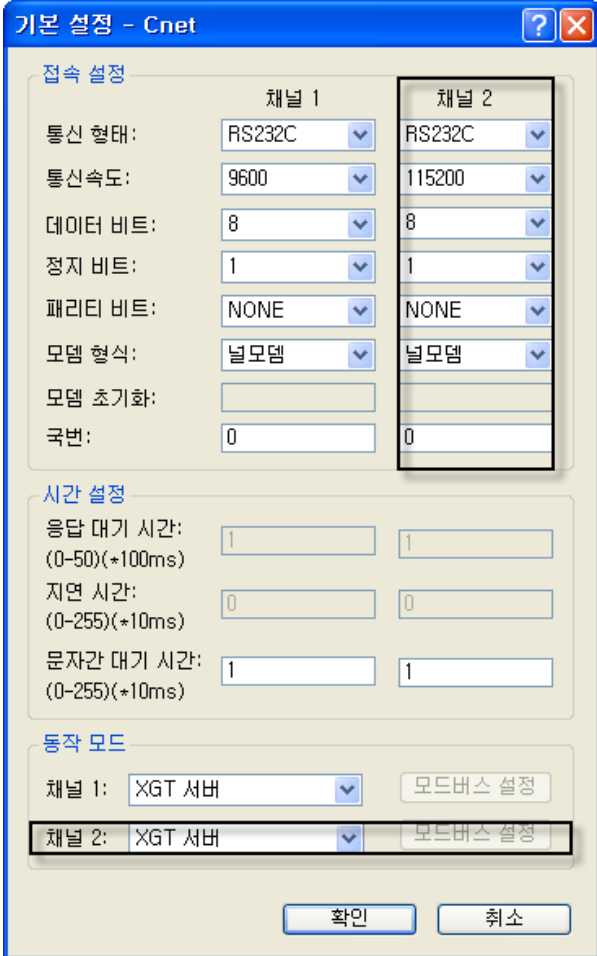 기본 설정 - Cnet
접속 설정
채널 1 채널 2
통신 형태: RS232C RS232C
통신속도: 9600 115200
데이터 비트: 8 8
정지 비트: 1 1
패리티 비트: NONE NONE
모뎀 형식: 널모뎀 널모뎀
모뎀 초기화:
국번: 0 0
시간 설정
응답 대기 시간: 1 1
(0-50)(*100ms)
지연 시간: 0 0
(0-255)(*10ms)
문자간 대기 시간: 1 1
(0-255)(*10ms)
동작 모드
채널 1: XGT 서버 모드버스 설정
채널 2: XGT 서버 모드버스 설정
확인 취소